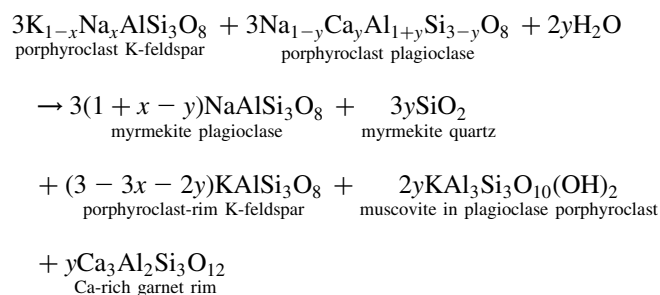 3K₁₋ₓNaₓAlSi₃O₈ + 3Na₁₋yCayAl₁₊ySi₃₋yO₈ + 2yH₂O
porphyroclast K-feldspar porphyroclast plagioclase
→ 3(1 + x − y)NaAlSi₃O₈ + 3ySiO₂
myrmekite plagioclase myrmekite quartz
+ (3 − 3x − 2y)KAlSi₃O₈ + 2yKAl₃Si₃O₁₀(OH)₂
porphyroclast-rim K-feldspar muscovite in plagioclase porphyroclast
+ yCa₃Al₂Si₃O₁₂
Ca-rich garnet rim